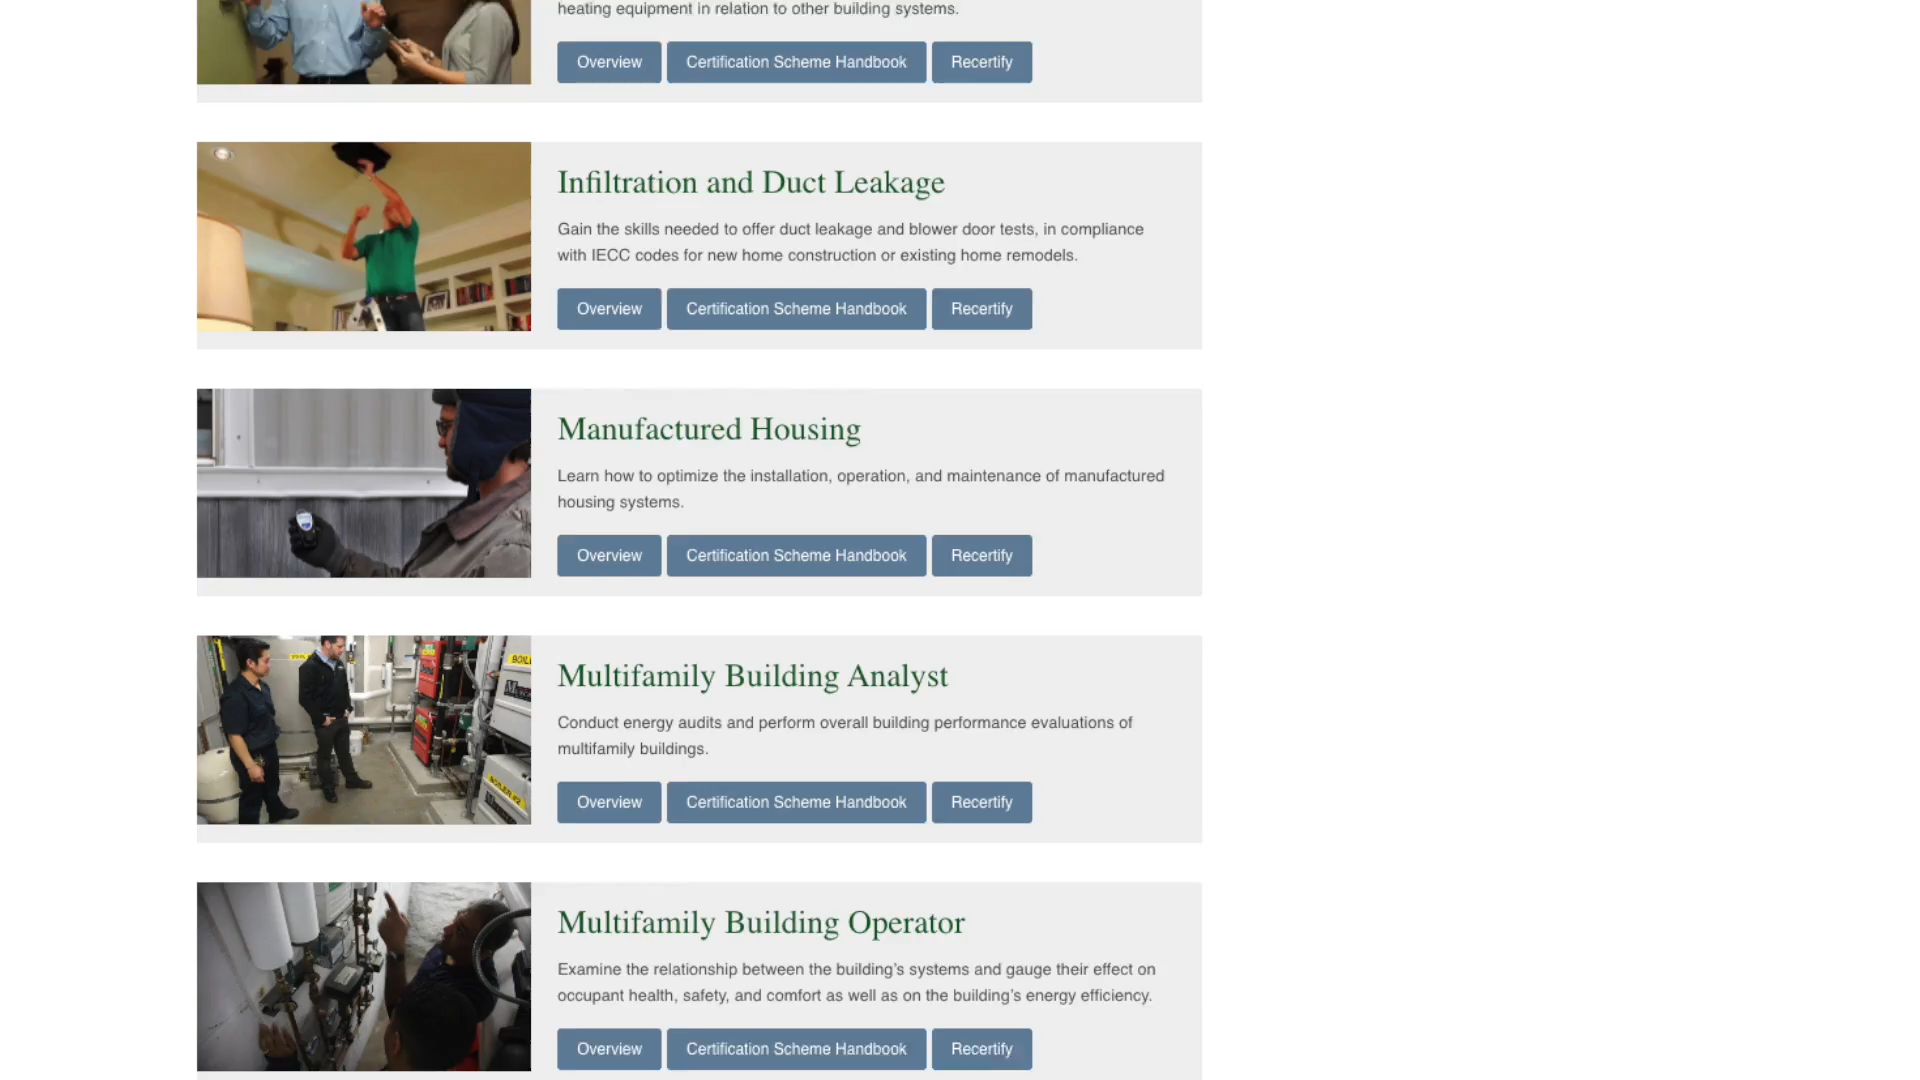 heating equipment in relation to other building systems.
Overview Certification Scheme Handbook Recertify
Infiltration and Duct Leakage
Gain the skills needed to offer duct leakage and blower door tests, in compliance
with IECC codes for new home construction or existing home remodels.
Overview Certification Scheme Handbook Recertify
Manufactured Housing
Learn how to optimize the installation, operation, and maintenance of manufactured
housing systems.
Overview Certification Scheme Handbook Recertify
Multifamily Building Analyst
Conduct energy audits and perform overall building performance evaluations of
multifamily buildings.
Overview Certification Scheme Handbook Recertify
BOILER #2
Multifamily Building Operator
Examine the relationship between the building’s systems and gauge their effect on
occupant health, safety, and comfort as well as on the building’s energy efficiency.
Overview Certification Scheme Handbook Recertify